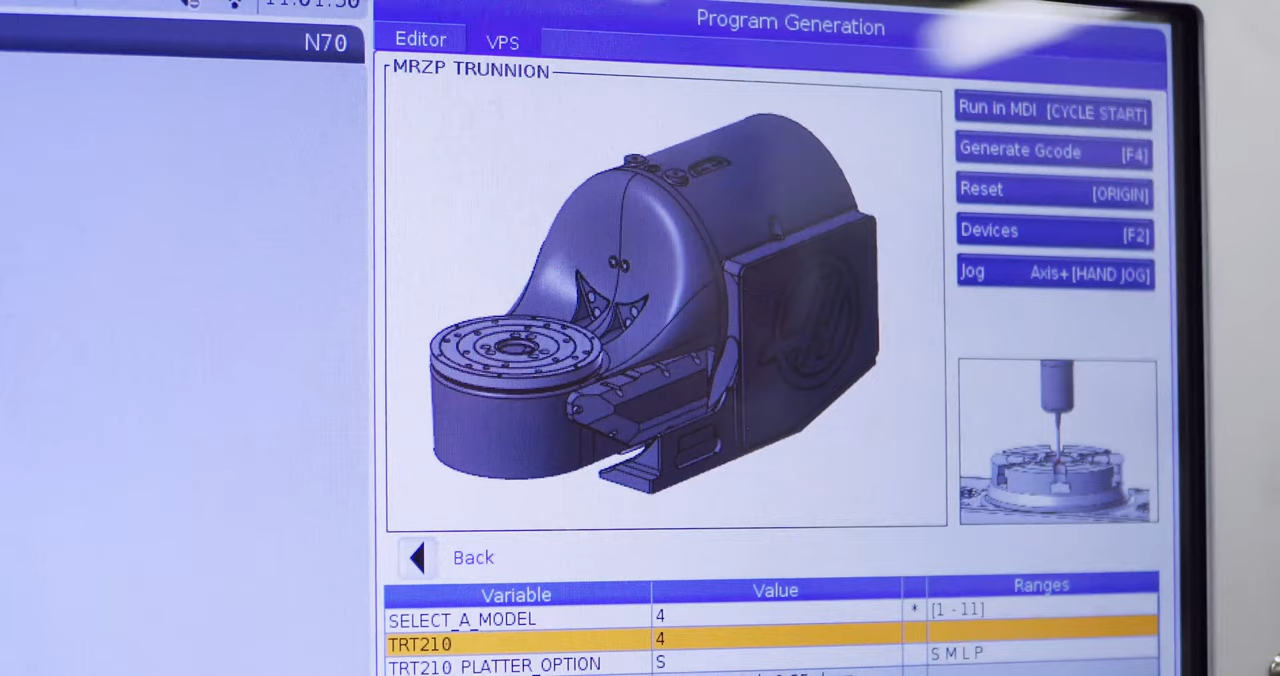 N70
Program Generation
Editor VPS
MRZP TRUNNION
Run in MDI [CYCLE START]
Generate Gcode [F4]
Reset [ORIGIN]
Devices [F2]
Jog Axis+[HAND JOG]
Back
Variable Value Ranges
SELECT_A_MODEL 4 * [1 - 11]
TRT210 4
TRT210_PLATTER_OPTION S S M L P